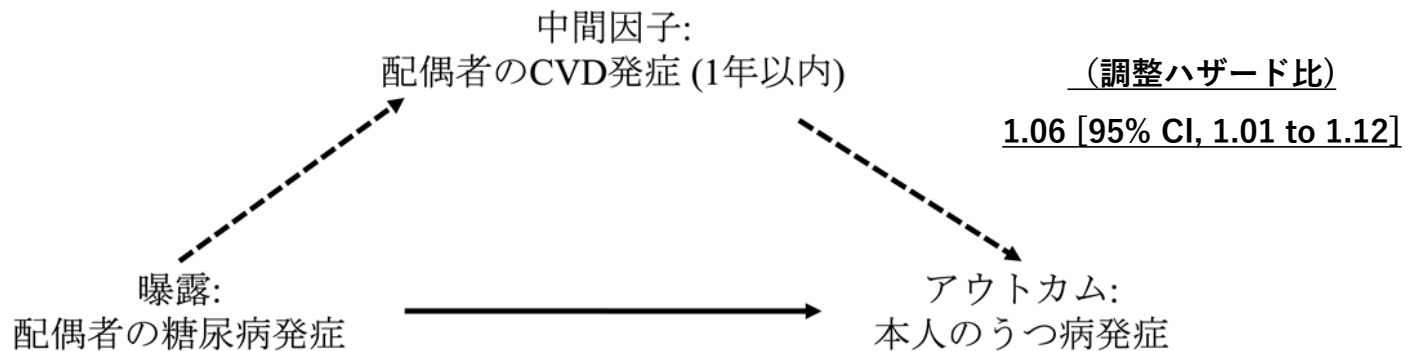 中間因子:
配偶者のCVD発症 (1年以内)
（調整ハザード比）
1.06 [95% CI, 1.01 to 1.12]
曝露:
配偶者の糖尿病発症
アウトカム:
本人のうつ病発症